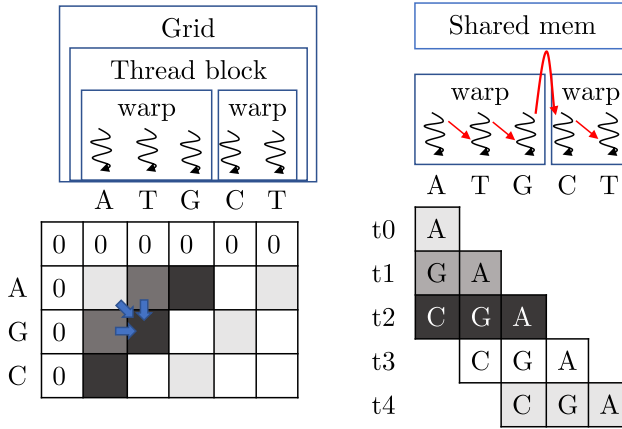 Grid
Thread block
warp warp
A T G C T
0 0 0 0 0 0
A 0
G 0
C 0
Shared mem
warp warp
A T G C T
t0 A
t1 G A
t2 C G A
t3 C G A
t4 C G A